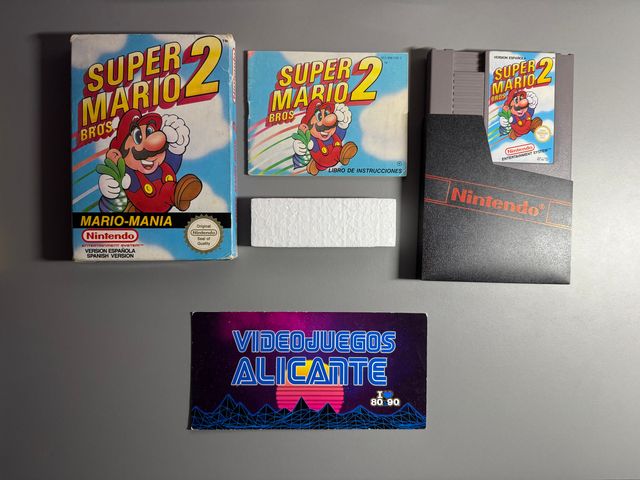 SUPER
MARIO 2
BROS
MARIO-MANIA
Nintendo
ENTERTAINMENT SYSTEM
VERSION ESPAÑOLA
SPANISH VERSION
Original
Nintendo
Seal of
Quality
SUPER
MARIO 2
BROS
LIBRO DE INSTRUCCIONES
VERSION ESPAÑOLA
SUPER
MARIO 2
BROS
Nintendo
ENTERTAINMENT SYSTEM
Nintendo®
VIDEOJUEGOS
ALICANTE
I
80 90